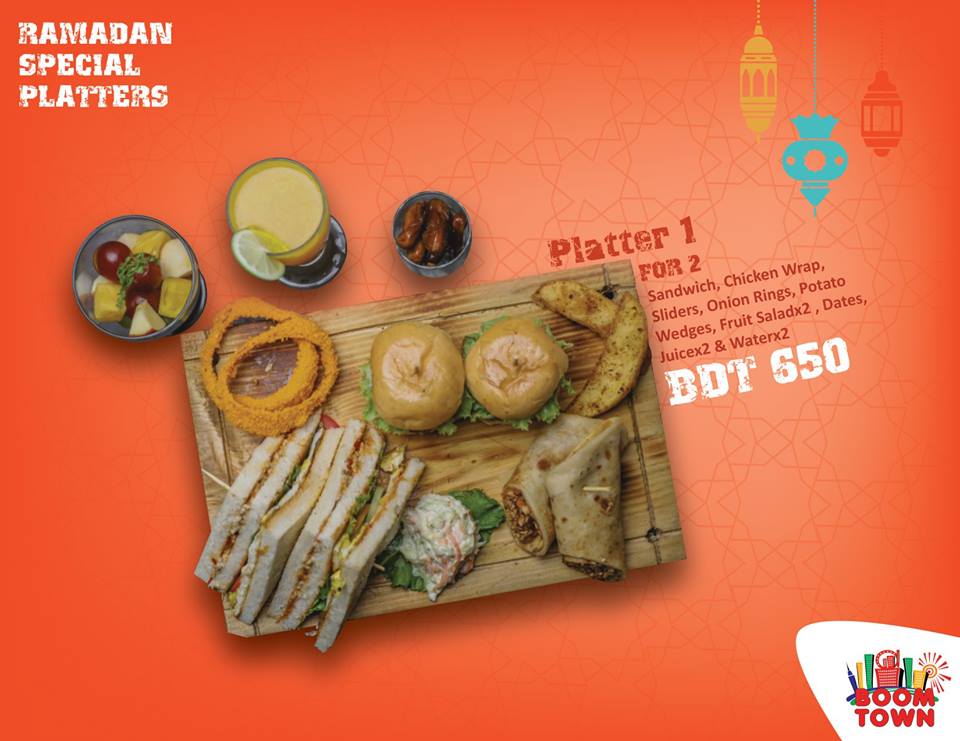 RAMADAN
SPECIAL
PLATTERS
Platter 1
FOR 2
Sandwich, Chicken Wrap,
Sliders, Onion Rings, Potato
Wedges, Fruit Saladx2 , Dates,
Juicex2 & Waterx2
BDT 650
BOOM
TOWN